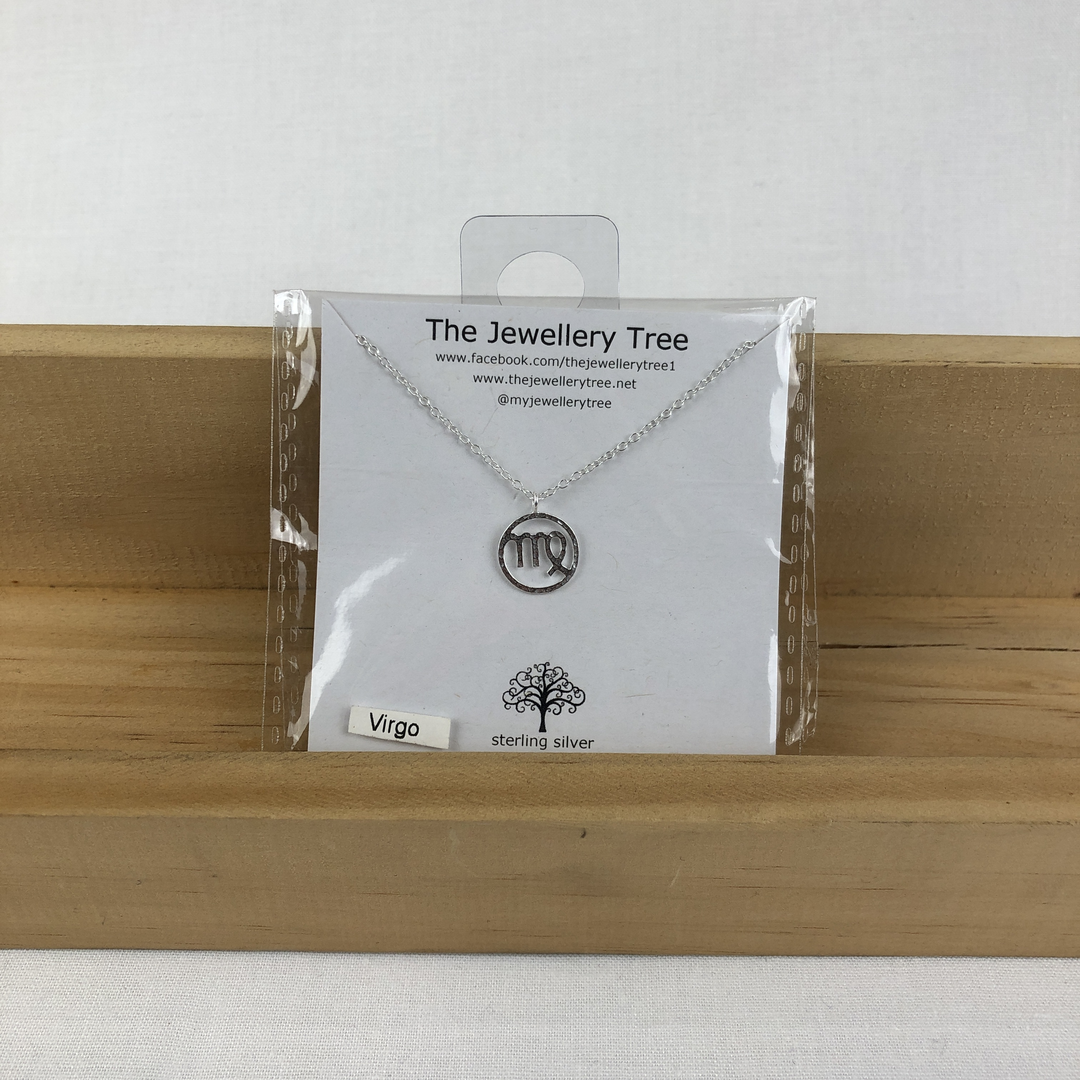 The Jewellery Tree
www.facebook.com/thejewellerytree1
www.thejewellerytree.net
@myjewellerytree
Virgo
sterling silver